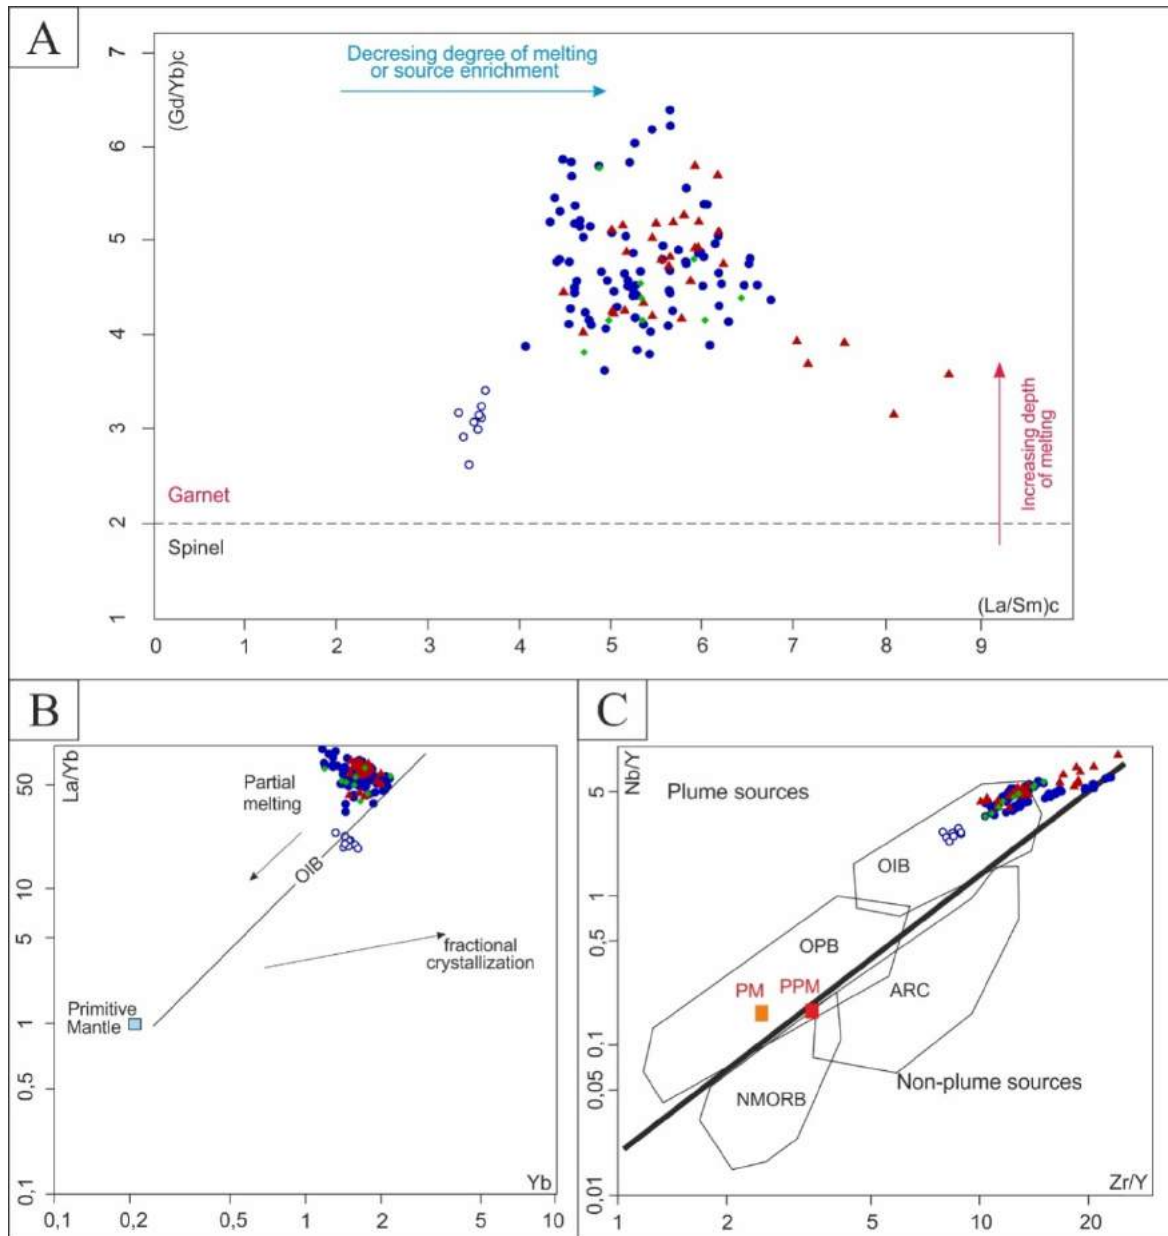 A
(Gd/Yb)c
Decresing degree of melting
or source enrichment
7
6
5
4
3
2
1
Garnet
Spinel
Increasing depth
of melting
(La/Sm)c
0 1 2 3 4 5 6 7 8 9
B
La/Yb
50
10
5
1
0,5
0,1
Partial
melting
OIB
fractional
crystallization
Primitive
Mantle
Yb
0,1 0,2 0,5 1 2 5 10
C
Nb/Y
5
1
0,5
0,1
0,05
0,01
Plume sources
OIB
OPB
PM PPM
ARC
Non-plume sources
NMORB
Zr/Y
1 2 5 10 20